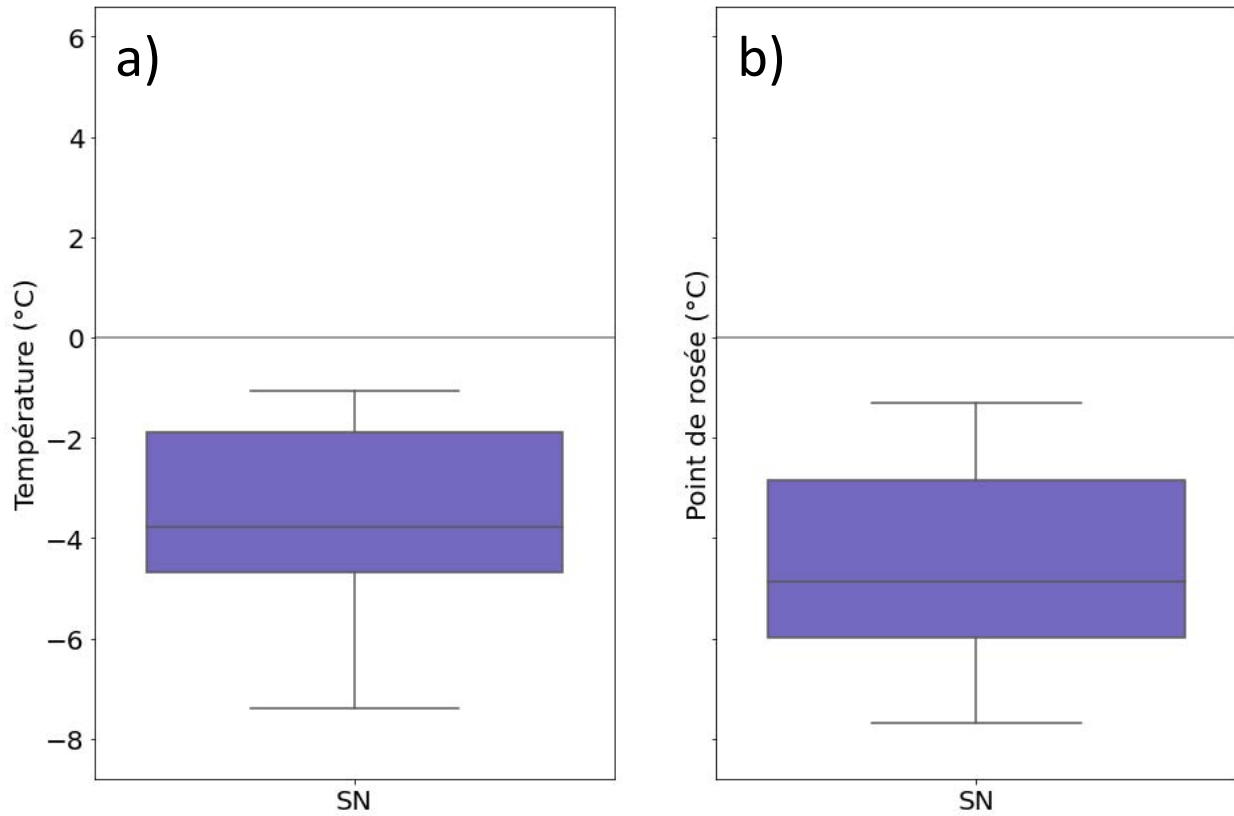 a)
6
4
2
0
−2
−4
−6
−8
Température (°C)
SN
b)
Point de rosée (°C)
SN